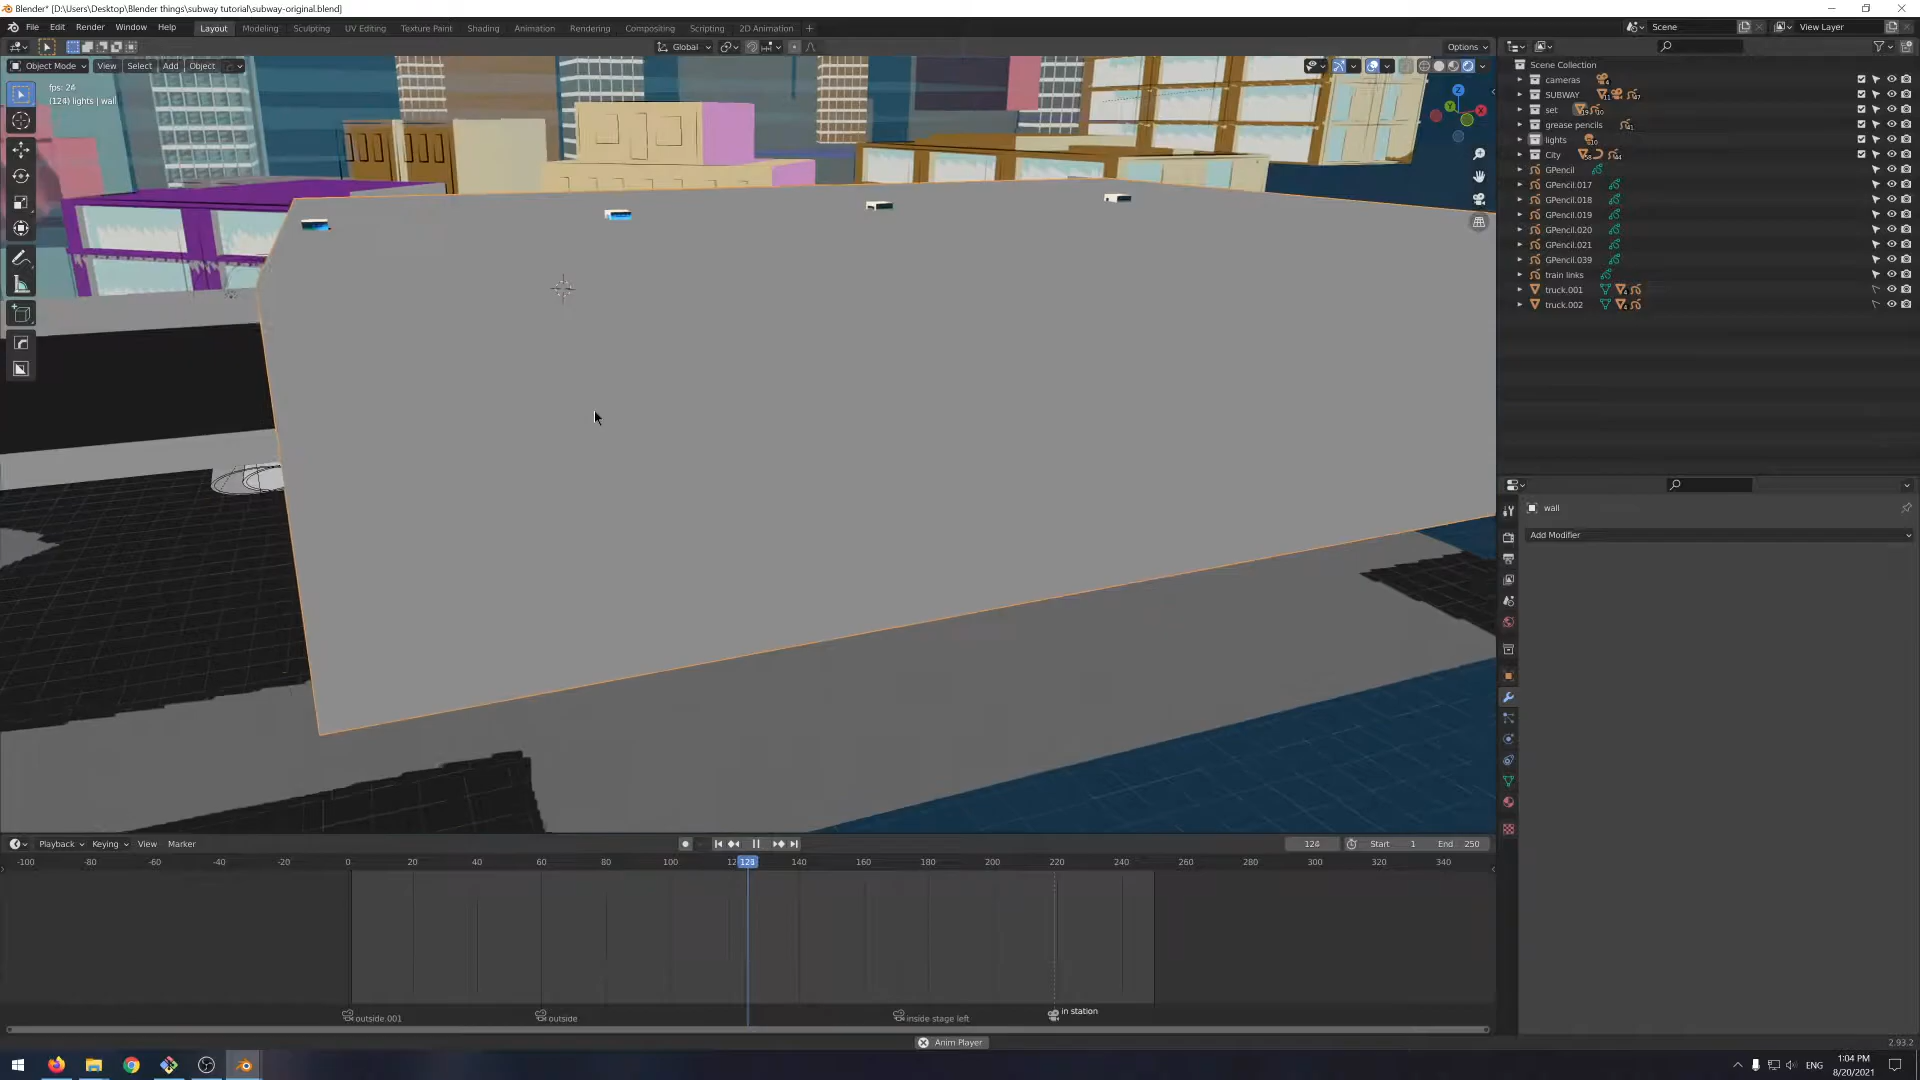 Blender* [D:\Users\Desktop\Blender things\subway tutorial\subway-original.blend]
File Edit Render Window Help Layout Modeling Sculpting UV Editing Texture Paint Shading Animation Rendering Compositing Scripting 2D Animation + Scene View Layer
Global Options
Object Mode View Select Add Object
fps: 24
(124) lights | wall
Z
Y
X
Scene Collection
cameras
SUBWAY
set
grease pencils
lights
City
GPencil
GPencil.017
GPencil.018
GPencil.019
GPencil.020
GPencil.021
GPencil.039
train links
truck.001
truck.002
wall
Add Modifier
Playback Keying View Marker 124 Start 1 End 250
-100 -80 -60 -40 -20 0 20 40 60 80 100 12 123 140 160 180 200 220 240 260 280 300 320 340
outside.001 outside inside stage left in station
Anim Player
2.93.2
ENG
1:04 PM
8/20/2021